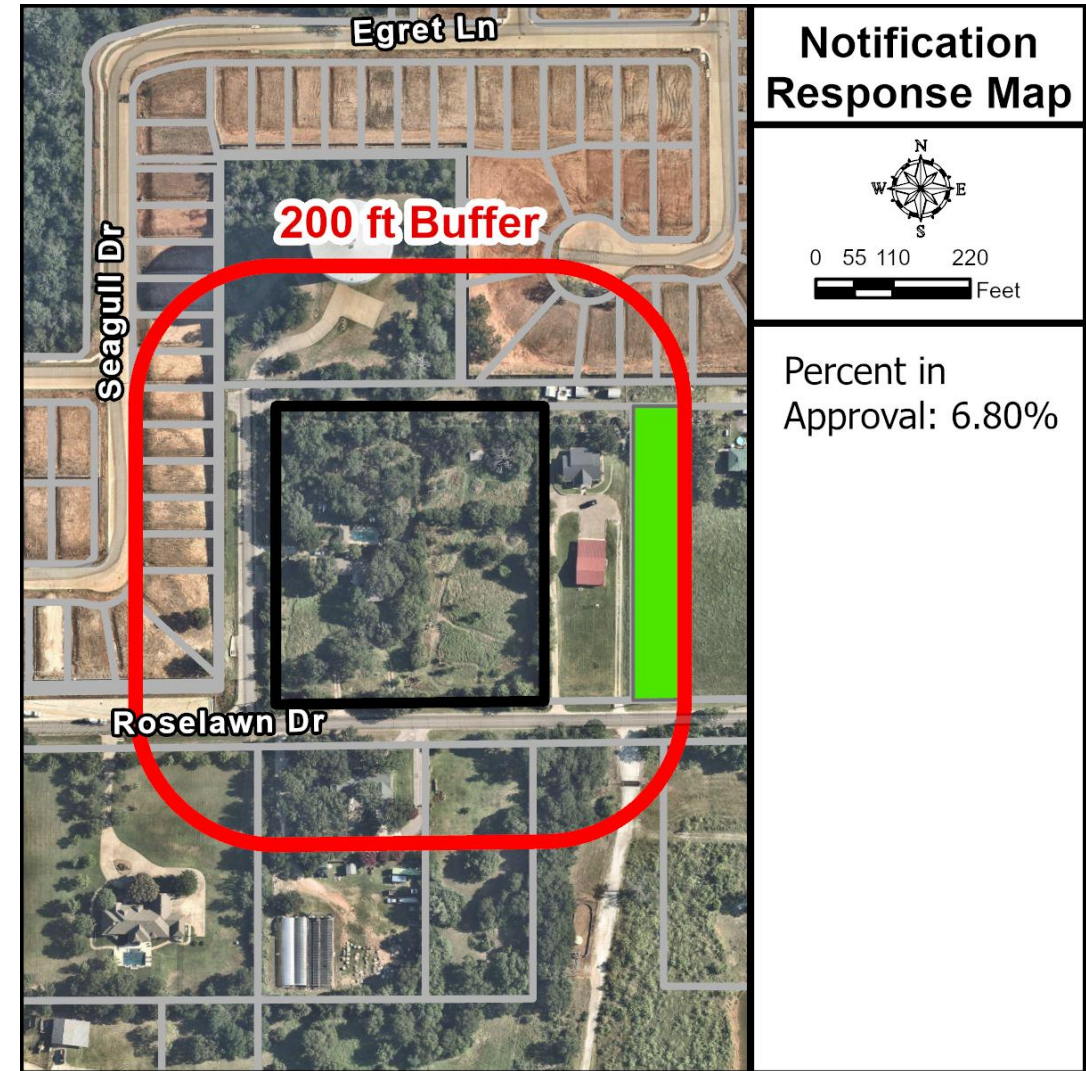 Egret Ln
200 ft Buffer
Seagull Dr
Roselawn Dr
Notification
Response Map
N
W E
S
0 55 110 220
Feet
Percent in
Approval: 6.80%